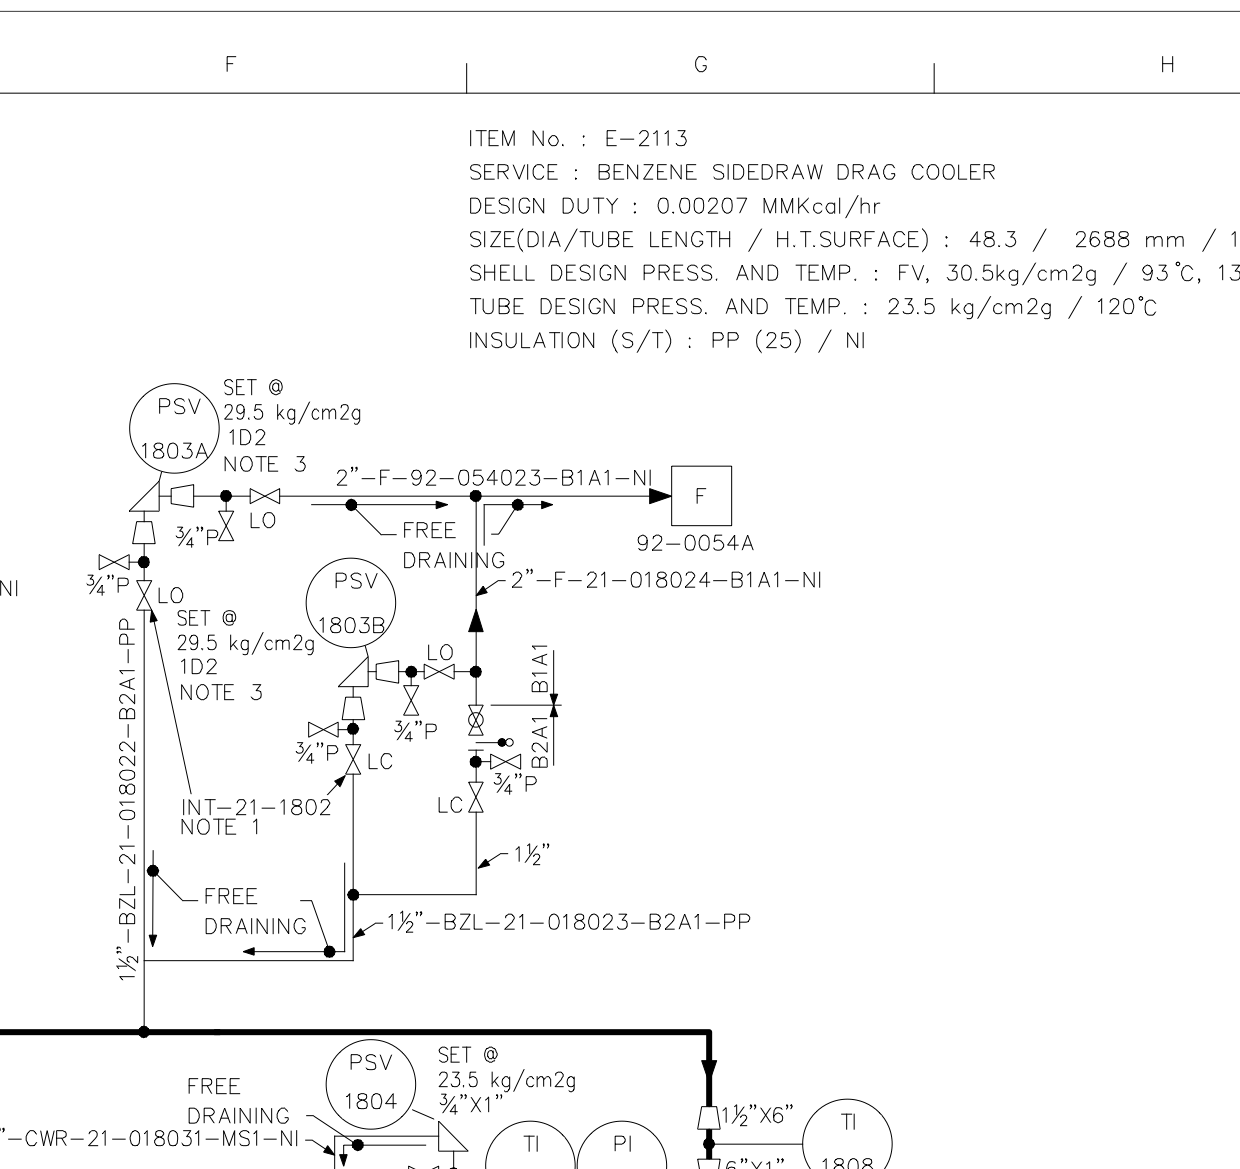 F
G
H
ITEM No. : E-2113
SERVICE : BENZENE SIDEDRAW DRAG COOLER
DESIGN DUTY : 0.00207 MMKcal/hr
SIZE(DIA/TUBE LENGTH / H.T.SURFACE) : 48.3 / 2688 mm / 1
SHELL DESIGN PRESS. AND TEMP. : FV, 30.5kg/cm2g / 93°C, 13
TUBE DESIGN PRESS. AND TEMP. : 23.5 kg/cm2g / 120°C
INSULATION (S/T) : PP (25) / NI
PSV
1803A
SET @
29.5 kg/cm2g
1D2
NOTE 3
2"-F-92-054023-B1A1-NI
F
92-0054A
LO
¾"P
FREE
DRAINING
¾"P
LO
NI
2"-F-21-018024-B1A1-NI
PSV
1803B
SET @
29.5 kg/cm2g
1D2
NOTE 3
LO
¾"P
¾"P
LC
B1A1
B2A1
¾"P
LC
1½"-BZL-21-018022-B2A1-PP
INT-21-1802
NOTE 1
1½"
FREE
DRAINING
1½"-BZL-21-018023-B2A1-PP
PSV
1804
SET @
23.5 kg/cm2g
¾"X1"
FREE
DRAINING
"-CWR-21-018031-MS1-NI
TI
PI
1½"X6"
TI
1808
6"X1"